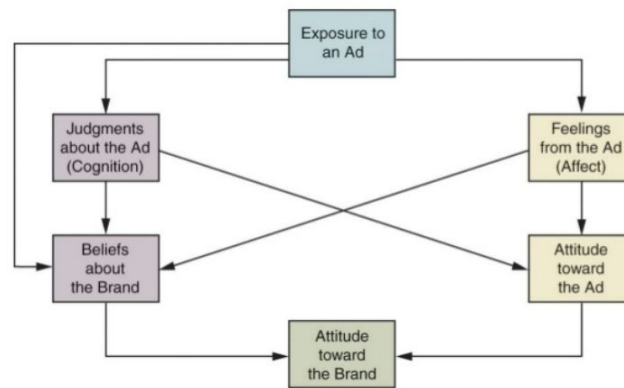 Exposure to
an Ad
Judgments
about the Ad
(Cognition)
Feelings
from the Ad
(Affect)
Beliefs
about
the Brand
Attitude
toward
the Ad
Attitude
toward
the Brand